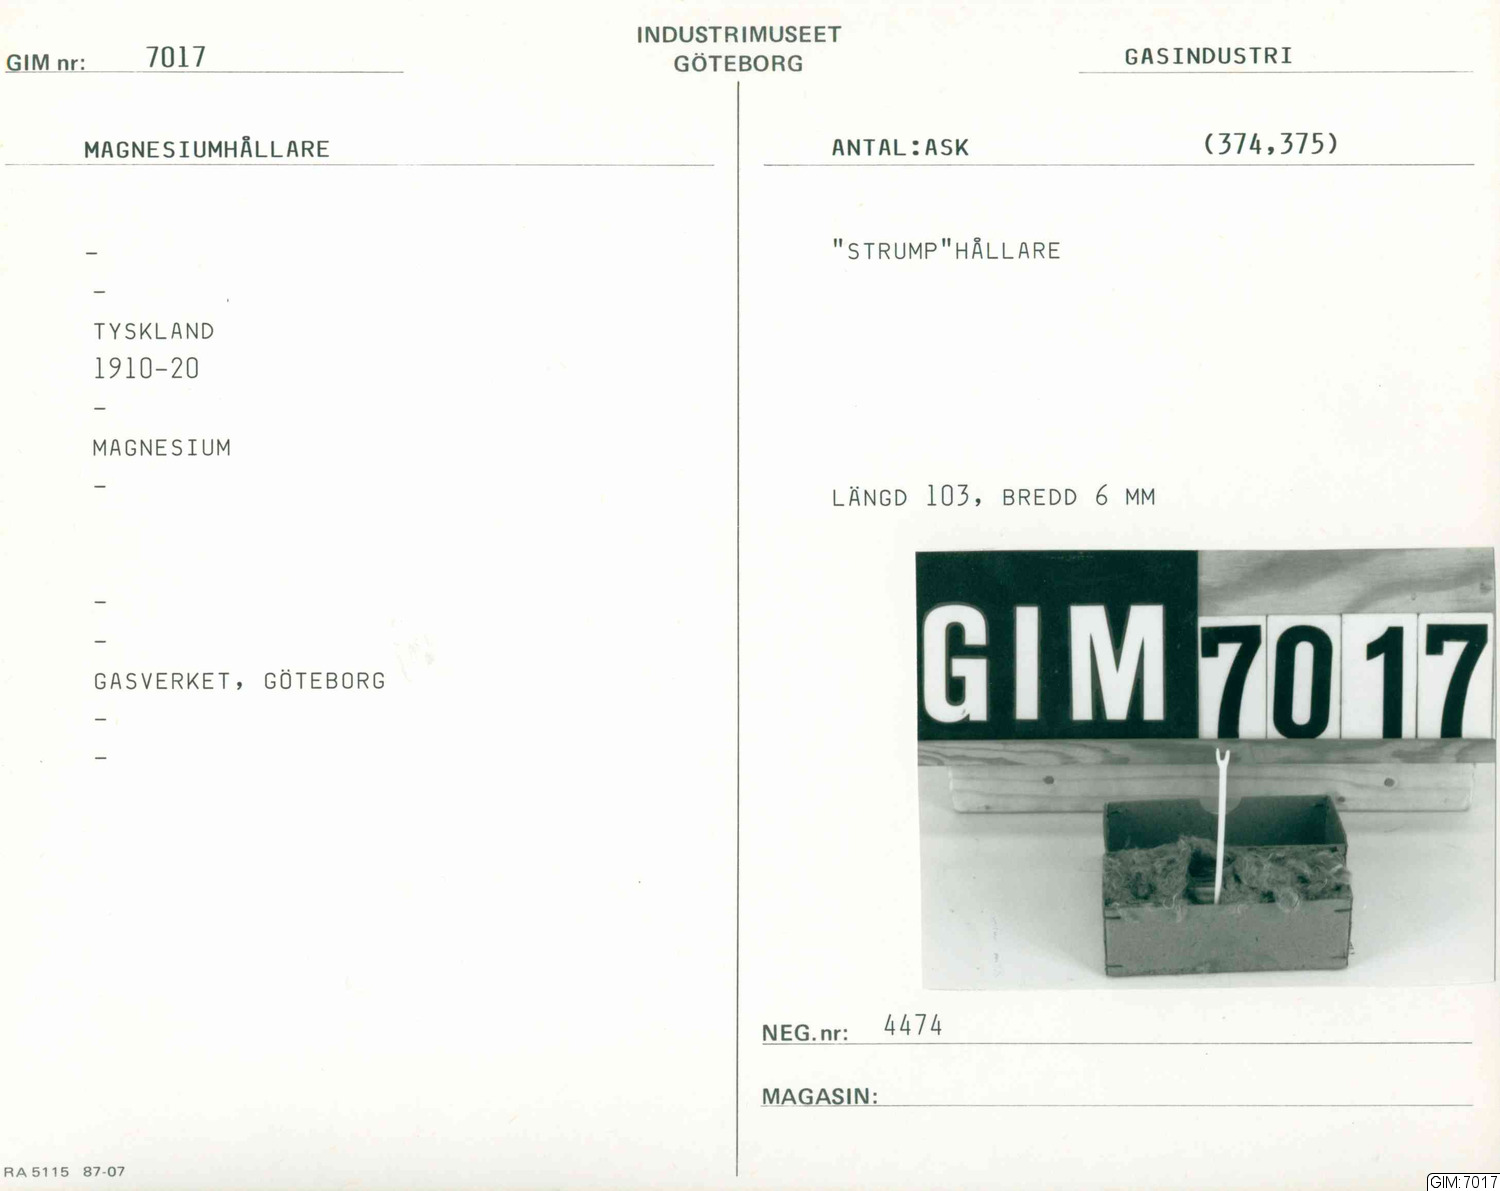 INDUSTRIMUSEET
GÖTEBORG
GIM nr: 7017
GASINDUSTRI
MAGNESIUMHÅLLARE
ANTAL:ASK (374,375)
–
–
TYSKLAND
1910-20
–
MAGNESIUM
–
–
–
GASVERKET, GÖTEBORG
–
–
"STRUMP"HÅLLARE
LÄNGD 103, BREDD 6 MM
GIM 7017
NEG.nr: 4474
MAGASIN:
RA 5115 87-07
GIM:7017